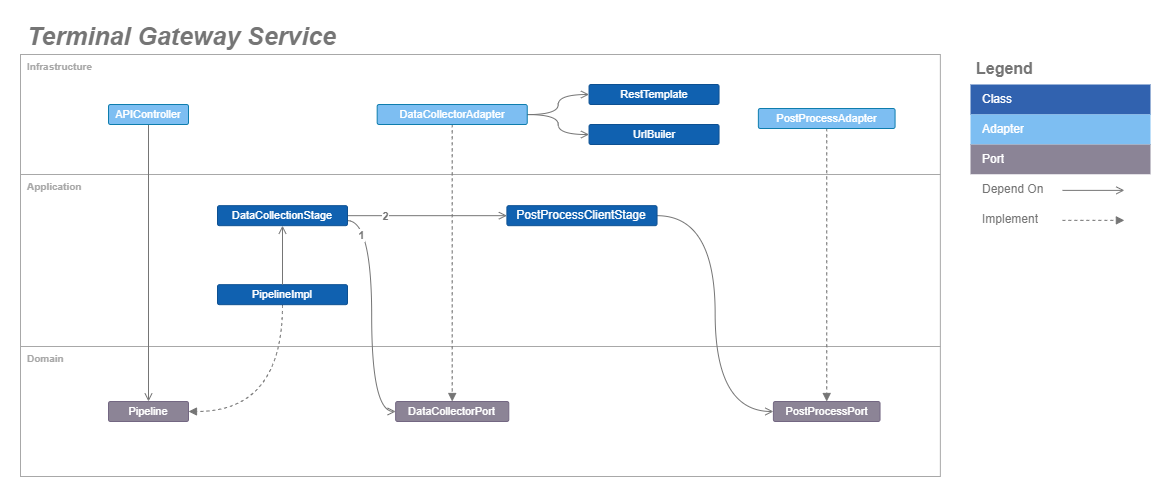 Terminal Gateway Service
Infrastructure
Legend
RestTemplate
Class
APIController
DataCollectorAdapter
PostProcessAdapter
UrlBuiler
Adapter
Port
Application
Depend On
DataCollectionStage
2
PostProcessClientStage
Implement
1
PipelineImpl
Domain
Pipeline
DataCollectorPort
PostProcessPort